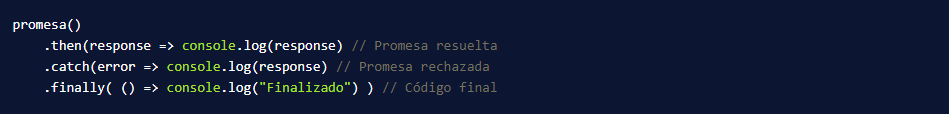 promesa()
    .then(response => console.log(response) // Promesa resuelta
    .catch(error => console.log(response) // Promesa rechazada
    .finally( () => console.log("Finalizado") ) // Código final